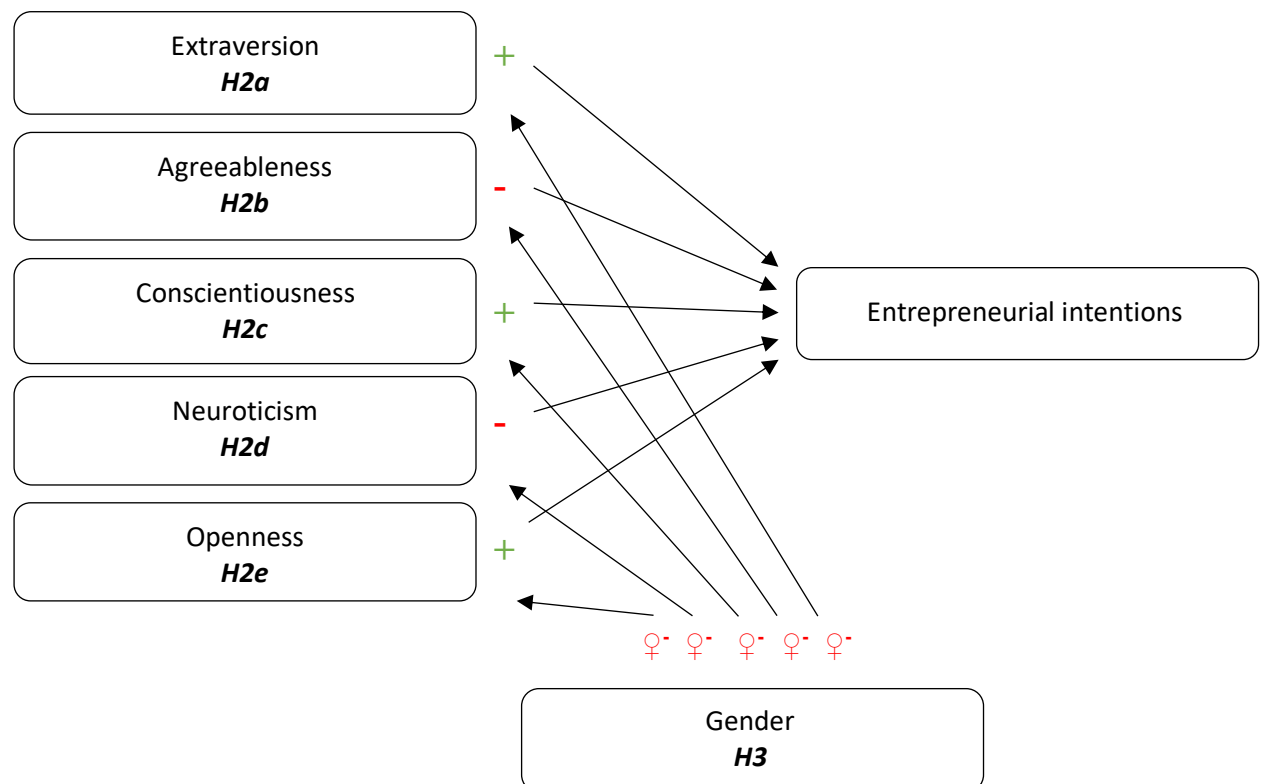 Extraversion
H2a
+
Agreeableness
H2b
-
Conscientiousness
H2c
+
Entrepreneurial intentions
Neuroticism
H2d
-
Openness
H2e
+
♀- ♀- ♀- ♀- ♀-
Gender
H3